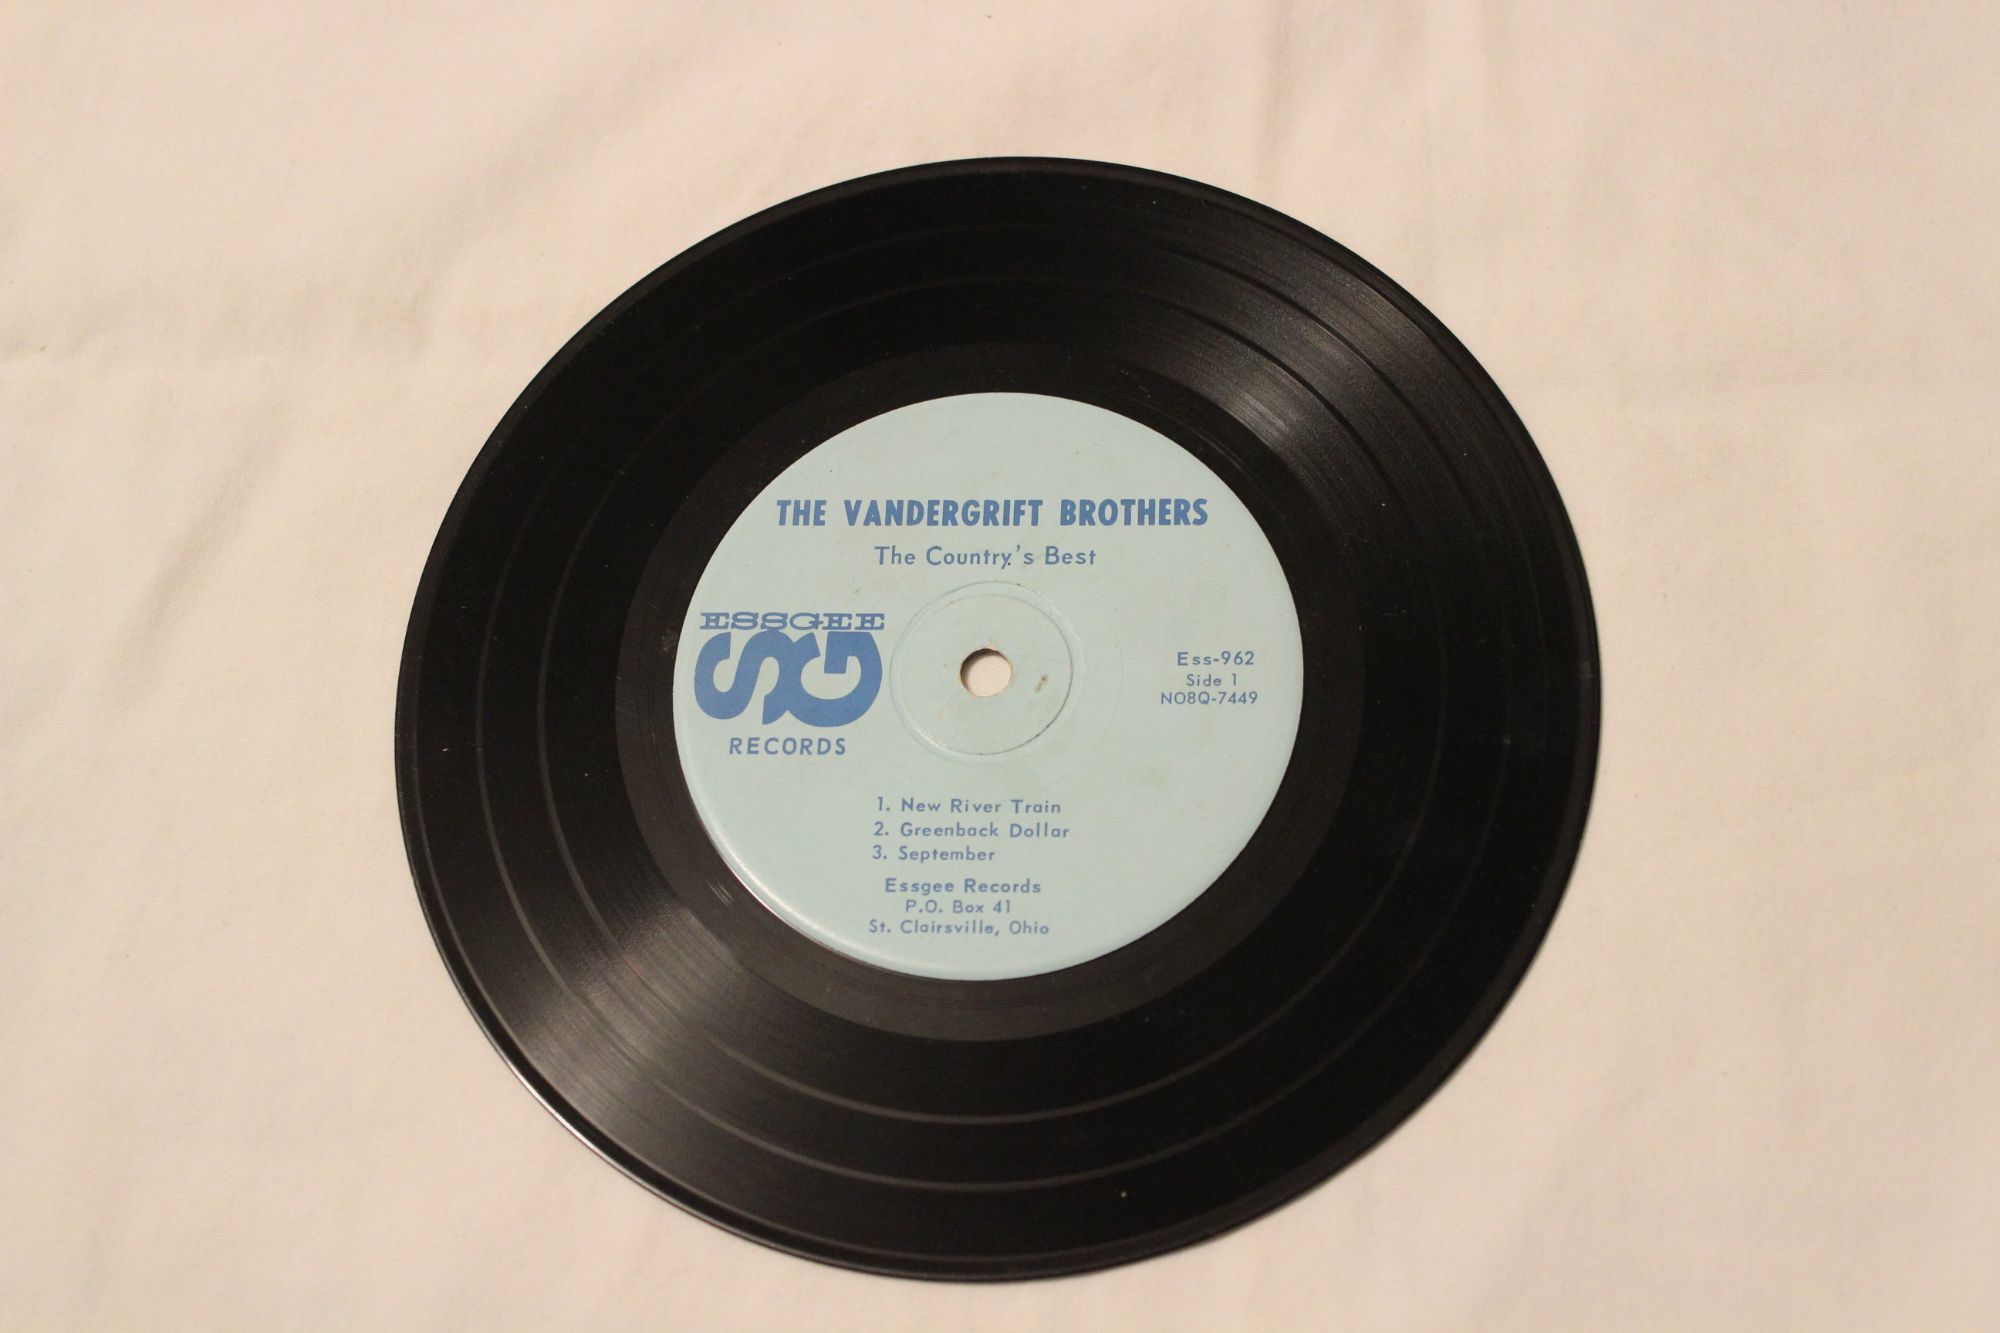 THE VANDERGRIFT BROTHERS
The Country.'s Best
ESSGEE
SG
RECORDS
Ess-962
Side 1
NO8Q-7449
1. New River Train
2. Greenback Dollar
3. September
Essgee Records
P.O. Box 41
St. Clairsville, Ohio